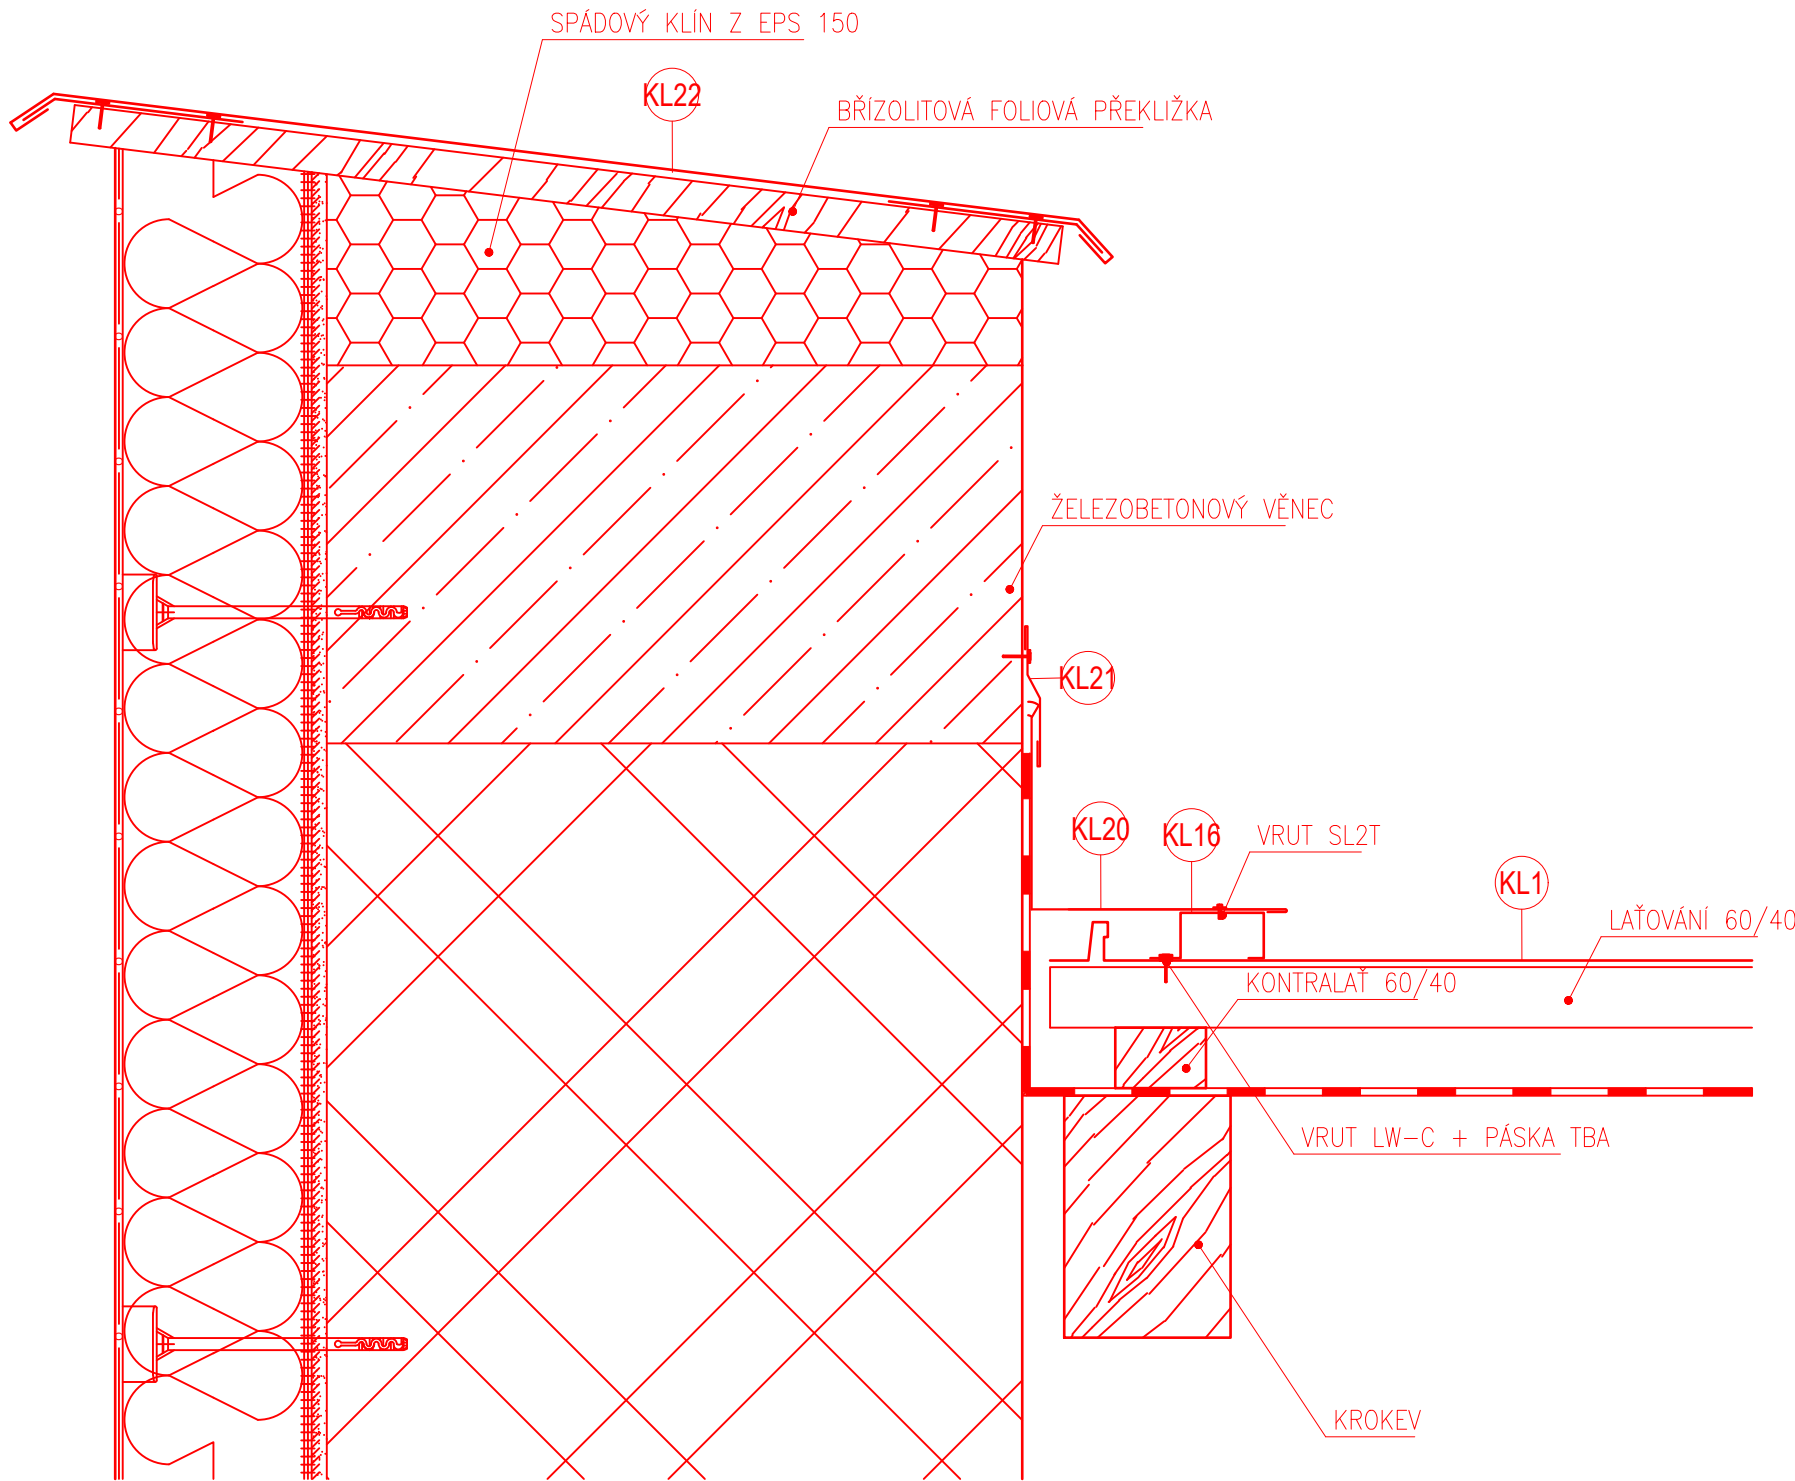 SPÁDOVÝ KLÍN Z EPS 150
KL22
BŘÍZOLITOVÁ FOLIOVÁ PŘEKLIŽKA
ŽELEZOBETONOVÝ VĚNEC
KL21
KL20
KL16
VRUT SL2T
KL1
LAŤOVÁNÍ 60/40
KONTRALAŤ 60/40
VRUT LW-C + PÁSKA TBA
KROKEV